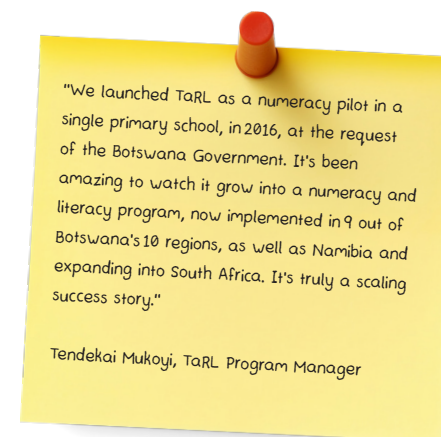 "We launched TaRL as a numeracy pilot in a
single primary school, in 2016, at the request
of the Botswana Government. It's been
amazing to watch it grow into a numeracy and
literacy program, now implemented in 9 out of
Botswana's 10 regions, as well as Namibia and
expanding into South Africa. It's truly a scaling
success story."
Tendekai Mukoyi, TaRL Program Manager